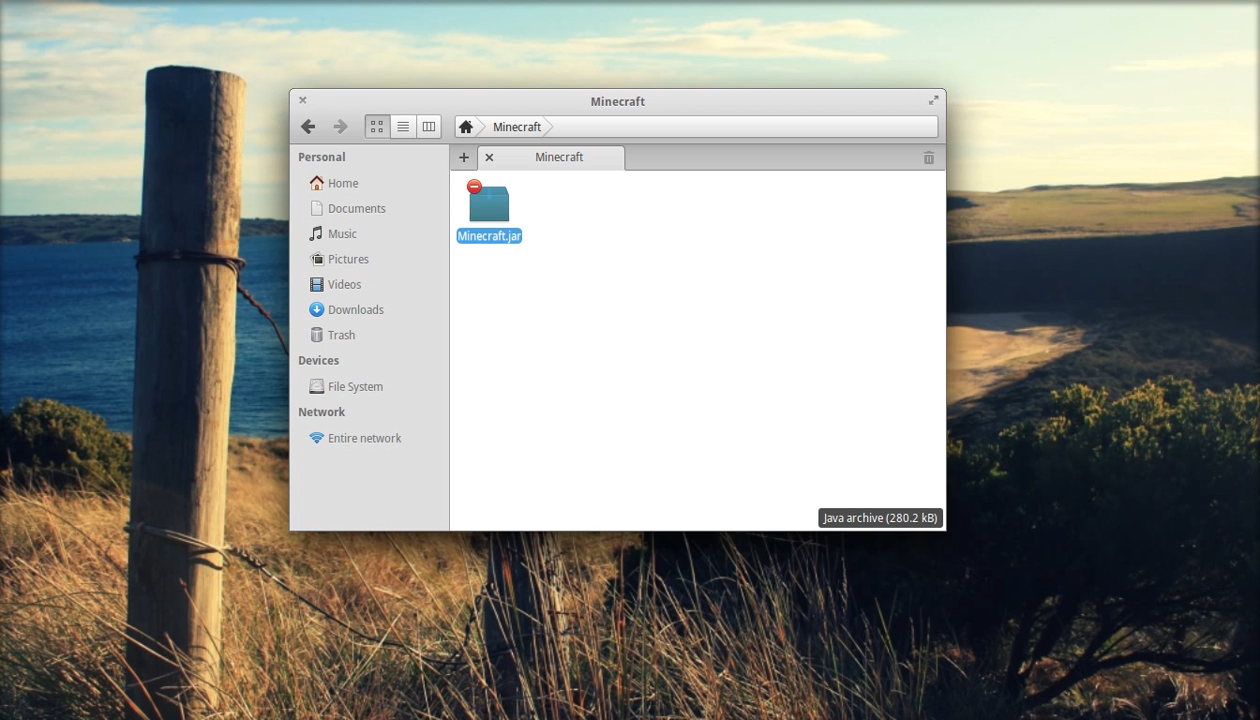 Minecraft
Minecraft
Personal
Minecraft
Home
Documents
Music
Pictures
Videos
Downloads
Trash
Devices
File System
Network
Entire network
Minecraft.jar
Java archive (280.2 kB)